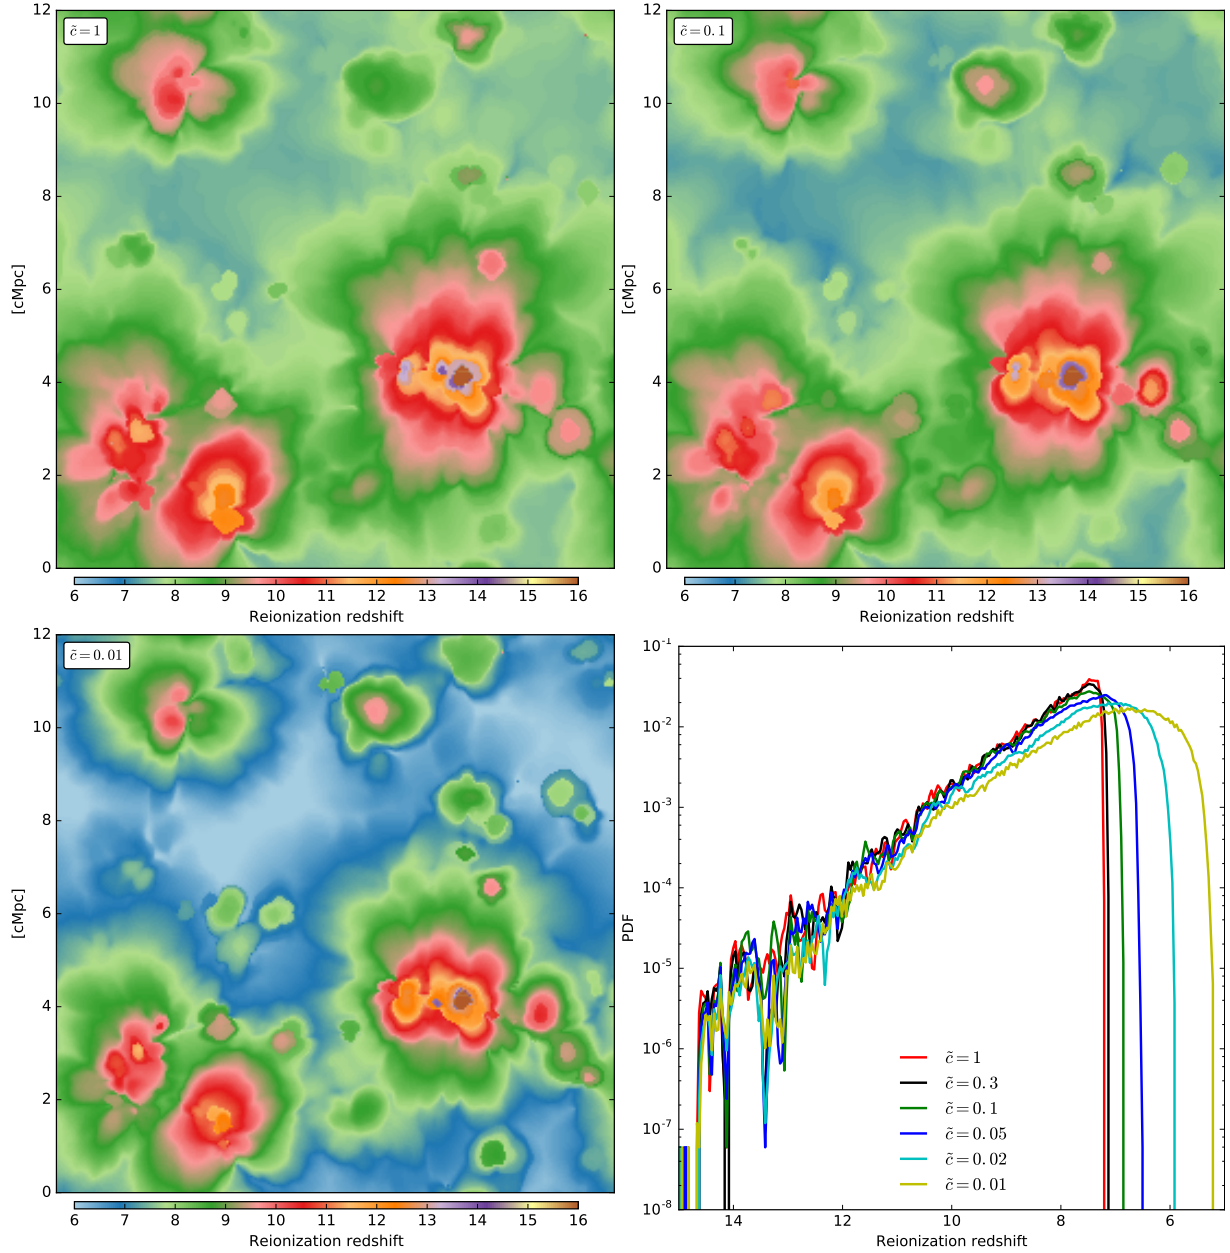 12
10
8
6
4
2
0
[cMpc]
c̃ = 1
6 7 8 9 10 11 12 13 14 15 16
Reionization redshift
12
10
8
6
4
2
0
[cMpc]
c̃ = 0.1
6 7 8 9 10 11 12 13 14 15 16
Reionization redshift
12
10
8
6
4
2
0
[cMpc]
c̃ = 0.01
6 7 8 9 10 11 12 13 14 15 16
Reionization redshift
10⁻¹
10⁻²
10⁻³
10⁻⁴
10⁻⁵
10⁻⁶
10⁻⁷
10⁻⁸
PDF
c̃ = 1
c̃ = 0.3
c̃ = 0.1
c̃ = 0.05
c̃ = 0.02
c̃ = 0.01
14 12 10 8 6
Reionization redshift